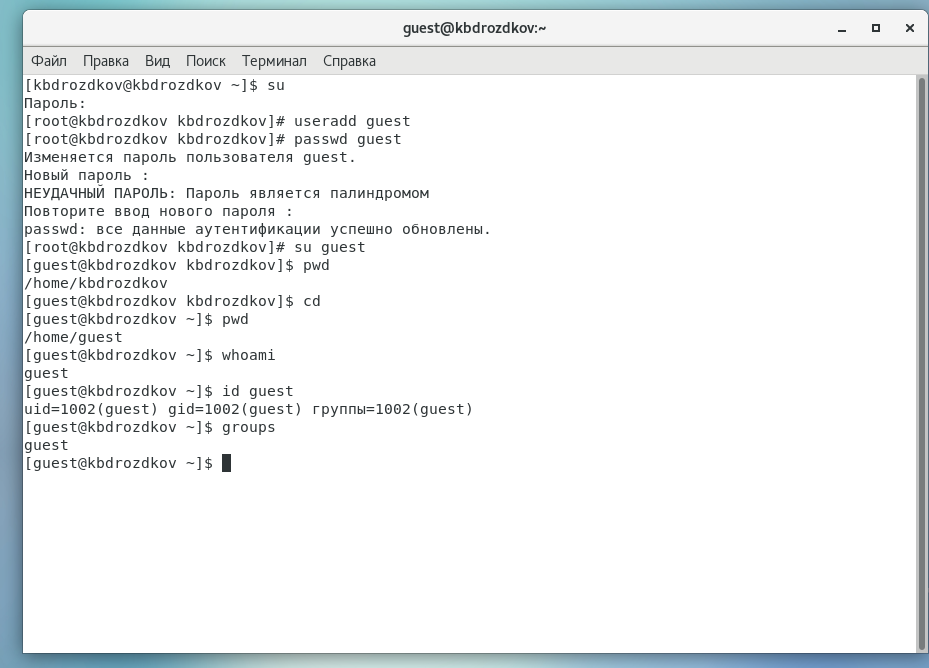 guest@kbdrozdkov:~
Файл Правка Вид Поиск Терминал Справка
[kbdrozdkov@kbdrozdkov ~]$ su
Пароль:
[root@kbdrozdkov kbdrozdkov]# useradd guest
[root@kbdrozdkov kbdrozdkov]# passwd guest
Изменяется пароль пользователя guest.
Новый пароль :
НЕУДАЧНЫЙ ПАРОЛЬ: Пароль является палиндромом
Повторите ввод нового пароля :
passwd: все данные аутентификации успешно обновлены.
[root@kbdrozdkov kbdrozdkov]# su guest
[guest@kbdrozdkov kbdrozdkov]$ pwd
/home/kbdrozdkov
[guest@kbdrozdkov kbdrozdkov]$ cd
[guest@kbdrozdkov ~]$ pwd
/home/guest
[guest@kbdrozdkov ~]$ whoami
guest
[guest@kbdrozdkov ~]$ id guest
uid=1002(guest) gid=1002(guest) группы=1002(guest)
[guest@kbdrozdkov ~]$ groups
guest
[guest@kbdrozdkov ~]$